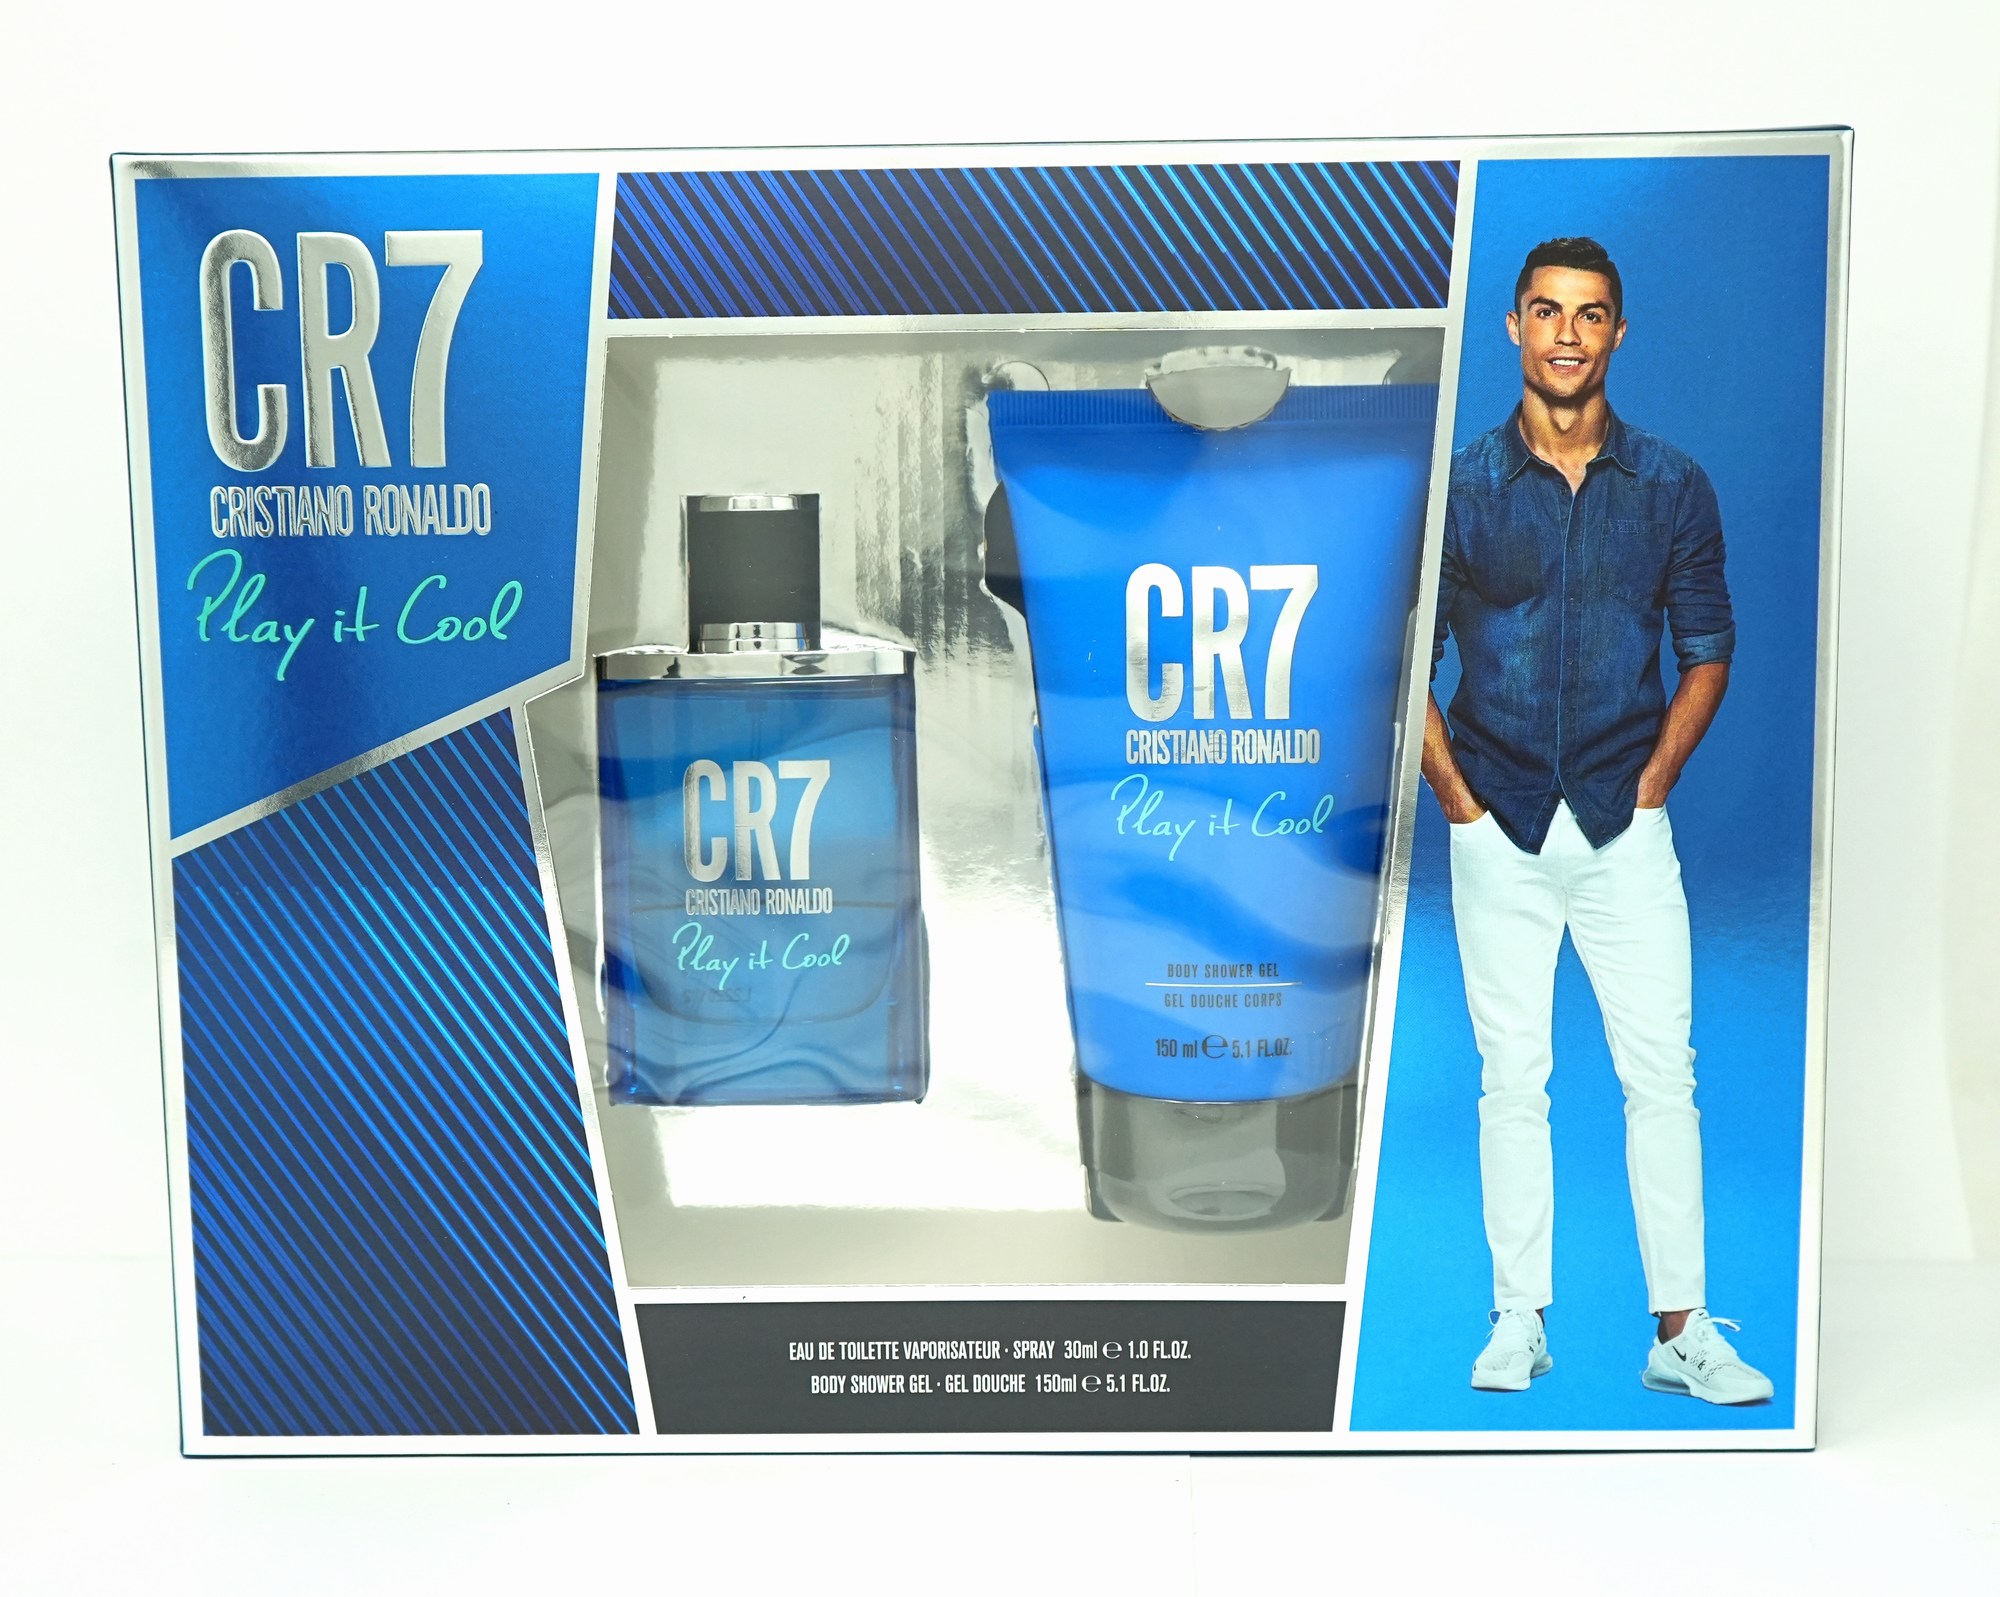 CR7
CRISTIANO RONALDO
Play it Cool
CR7
CRISTIANO RONALDO
Play it Cool
CR7
CRISTIANO RONALDO
Play it Cool
BODY SHOWER GEL
GEL DOUCHE CORPS
150 ml ℮ 5.1 FL.OZ.
EAU DE TOILETTE VAPORISATEUR · SPRAY 30ml ℮ 1.0 FL.OZ.
BODY SHOWER GEL · GEL DOUCHE 150ml ℮ 5.1 FL.OZ.